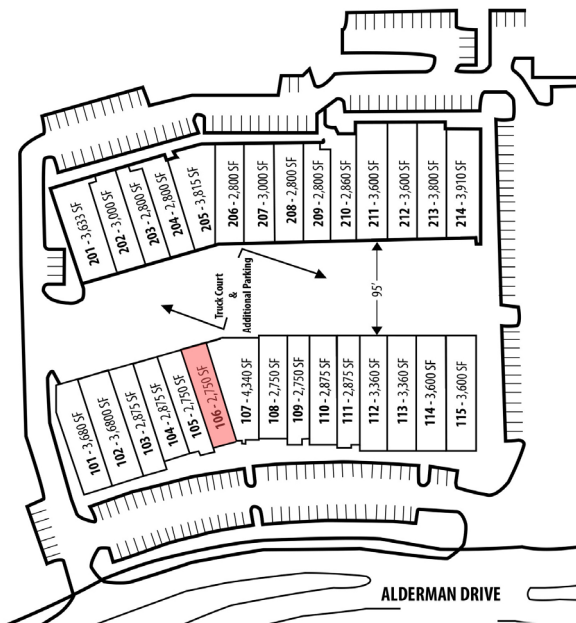 201 - 3,633 SF
202 - 3,000 SF
203 - 2,800 SF
204 - 2,800 SF
205 - 3,815 SF
206 - 2,800 SF
207 - 3,000 SF
208 - 2,800 SF
209 - 2,800 SF
210 - 2,860 SF
211 - 3,600 SF
212 - 3,600 SF
213 - 3,800 SF
214 - 3,910 SF
Truck Court
&
Additional Parking
95'
101 - 3,680 SF
102 - 3,6800 SF
103 - 2,875 SF
104 - 2,875 SF
105 - 2,750 SF
106 - 2,750 SF
107 - 4,340 SF
108 - 2,750 SF
109 - 2,750 SF
110 - 2,875 SF
111 - 2,875 SF
112 - 3,360 SF
113 - 3,360 SF
114 - 3,600 SF
115 - 3,600 SF
ALDERMAN DRIVE